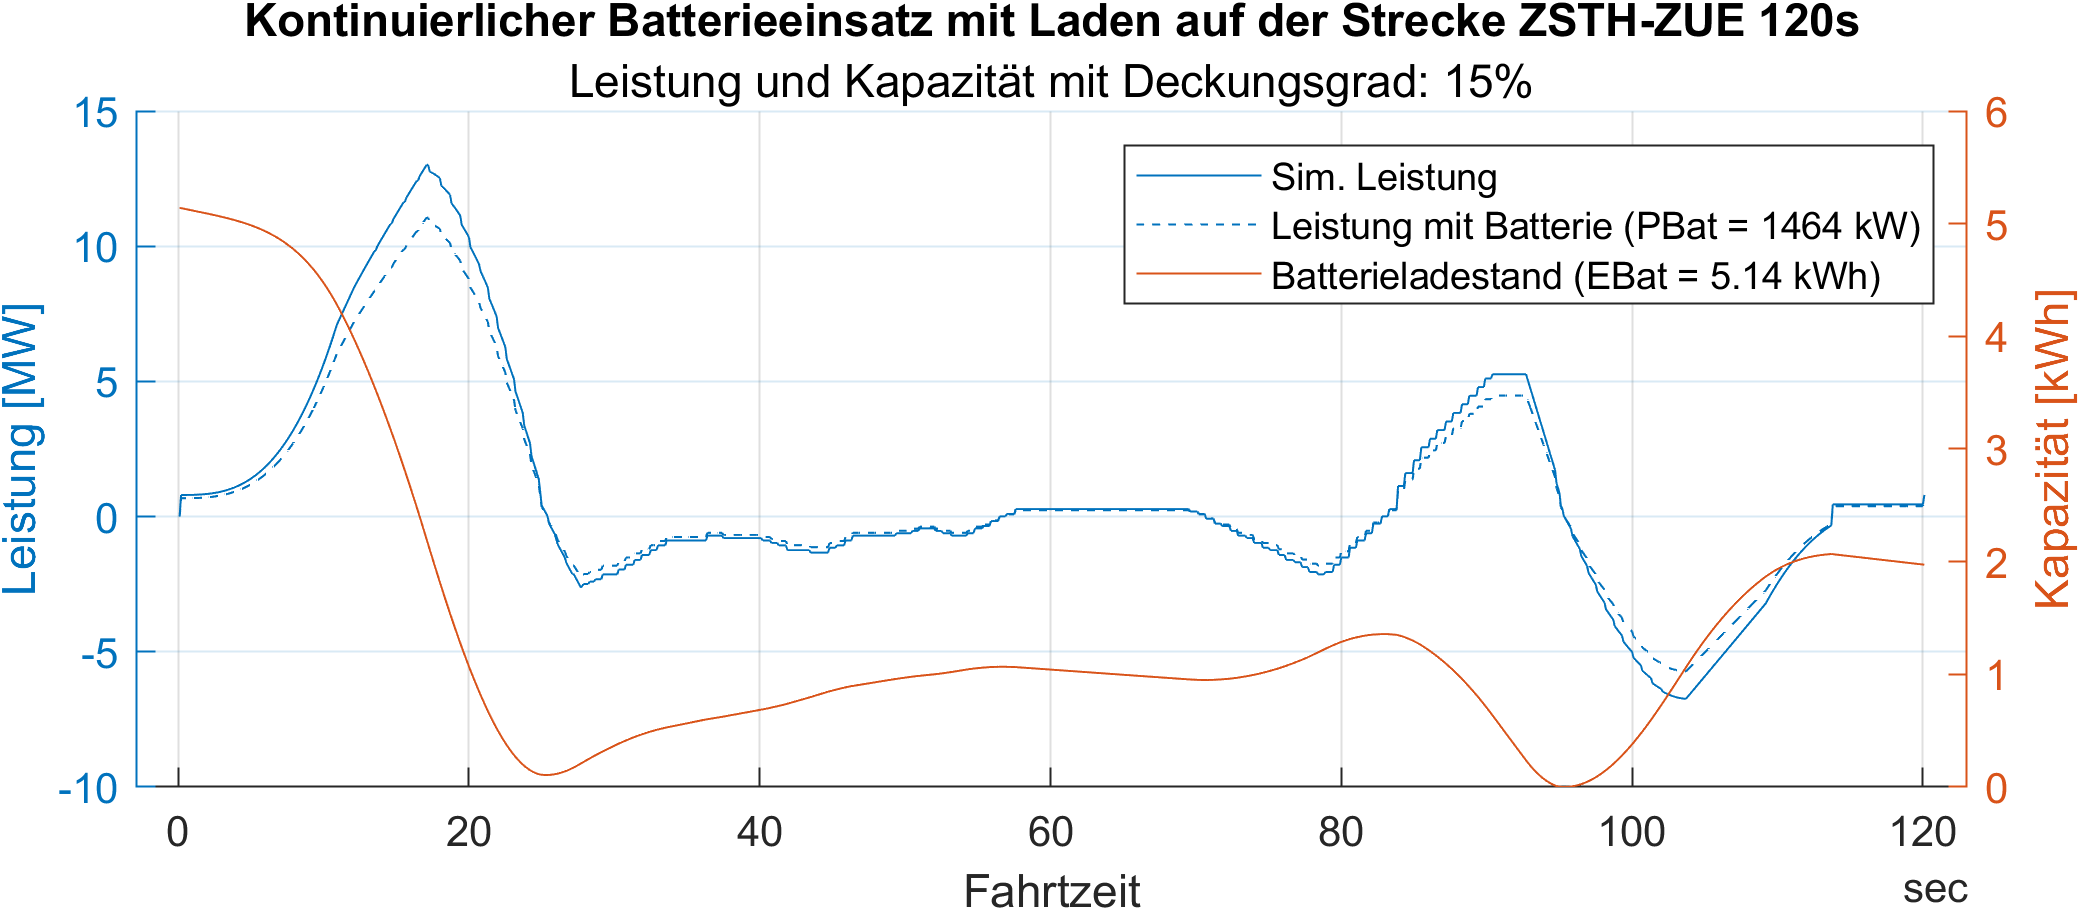 Kontinuierlicher Batterieeinsatz mit Laden auf der Strecke ZSTH-ZUE 120s
Leistung und Kapazität mit Deckungsgrad: 15%
Leistung [MW]
15
10
5
0
-5
-10
Sim. Leistung
Leistung mit Batterie (PBat = 1464 kW)
Batterieladestand (EBat = 5.14 kWh)
6
5
4
3
2
1
0
Kapazität [kWh]
0 20 40 60 80 100 120
Fahrtzeit
sec